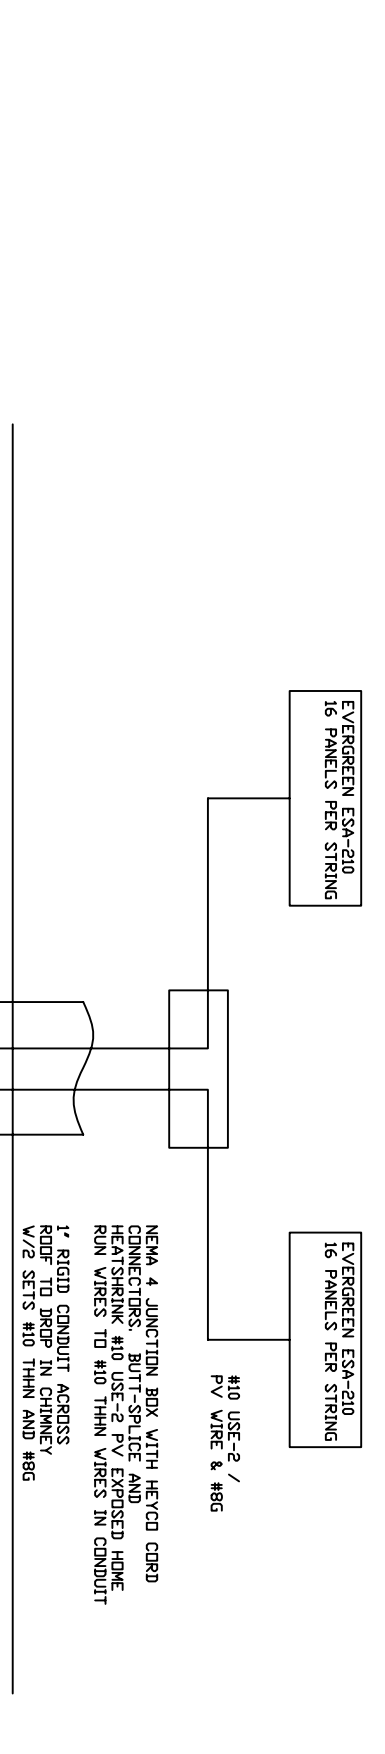 EVERGREEN ESA-210
16 PANELS PER STRING
EVERGREEN ESA-210
16 PANELS PER STRING
#10 USE-2 /
PV WIRE & #8G
NEMA 4 JUNCTION BOX WITH HEYCO CORD
CONNECTORS. BUTT-SPLICE AND
HEATSHRINK #10 USE-2 PV EXPOSED HOME
RUN WIRES TO #10 THHN WIRES IN CONDUIT
1" RIGID CONDUIT ACROSS
ROOF TO DROP IN CHIMNEY
W/2 SETS #10 THHN AND #8G